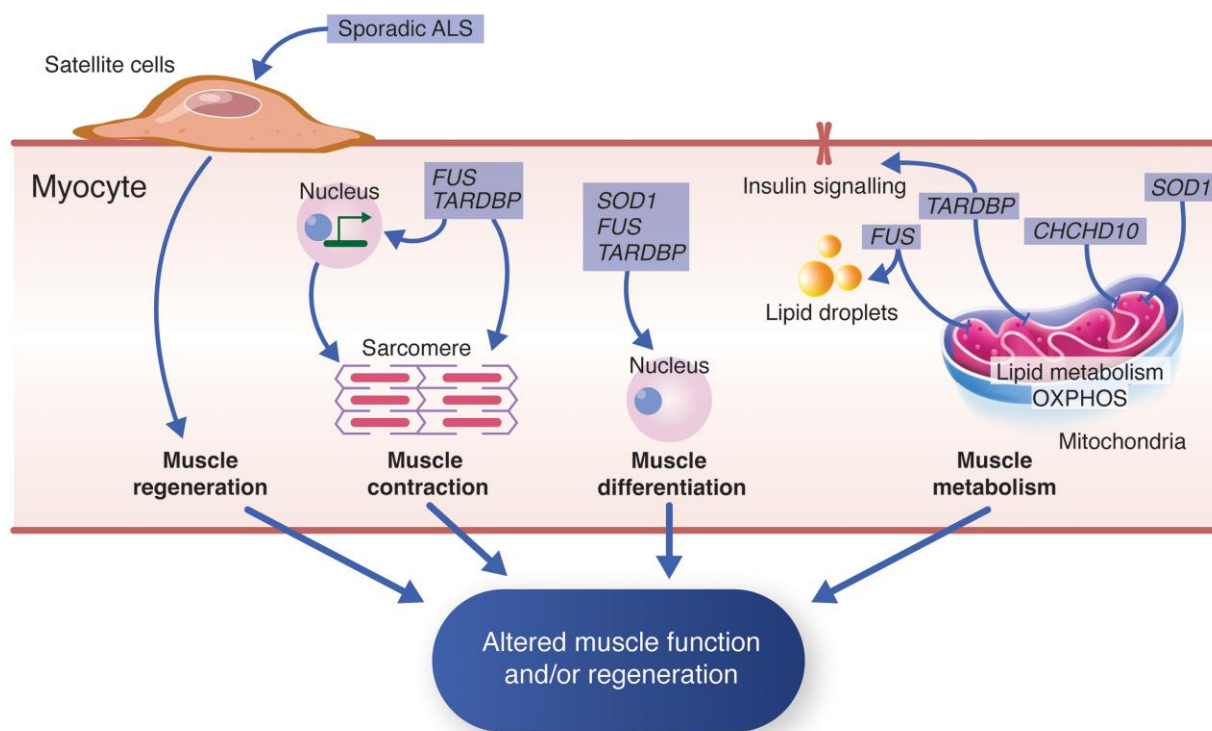 Sporadic ALS
Satellite cells
Myocyte
Nucleus
FUS
TARDBP
Sarcomere
SOD1
FUS
TARDBP
Nucleus
Insulin signalling
TARDBP
SOD1
FUS
CHCHD10
Lipid droplets
Lipid metabolism
OXPHOS
Mitochondria
Muscle
regeneration
Muscle
contraction
Muscle
differentiation
Muscle
metabolism
Altered muscle function
and/or regeneration